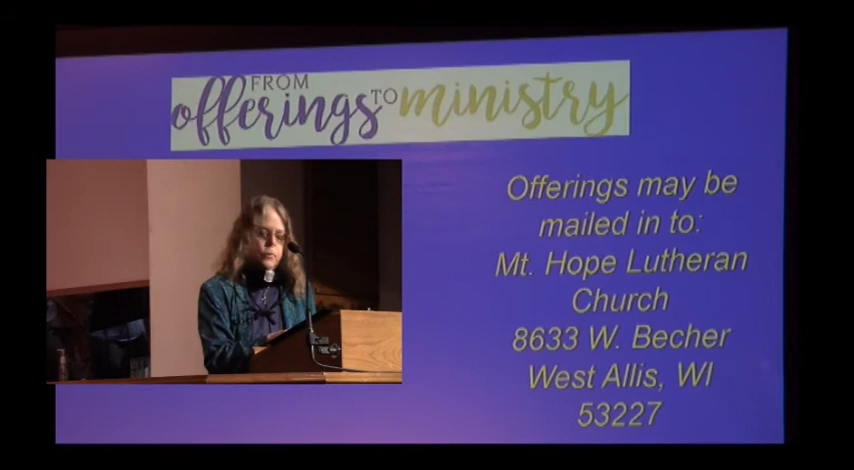 FROM
offerings TO ministry
Offerings may be
mailed in to:
Mt. Hope Lutheran
Church
8633 W. Becher
West Allis, WI
53227